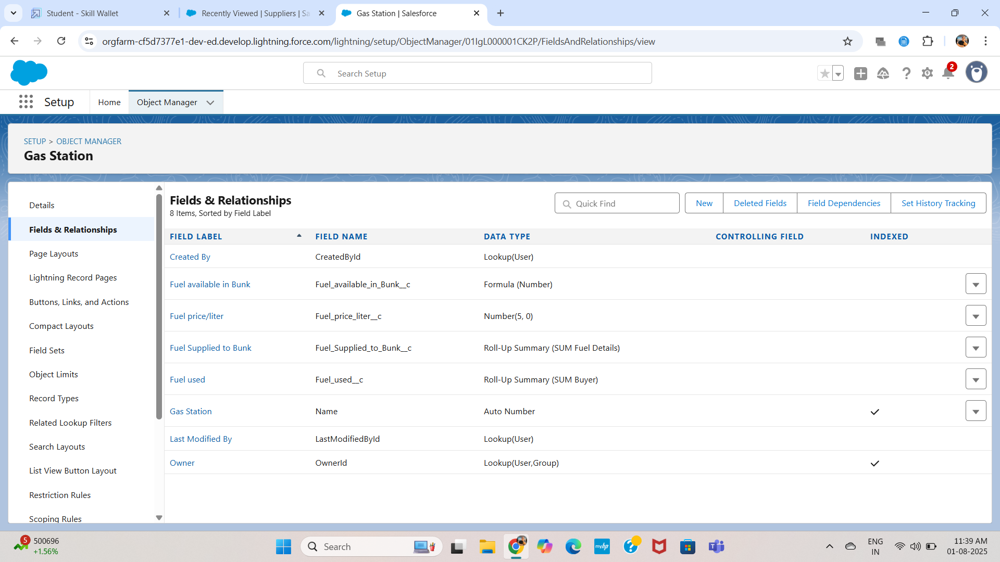 Student - Skill Wallet
Recently Viewed | Suppliers | Sa
Gas Station | Salesforce
orgfarm-cf5d7377e1-dev-ed.develop.lightning.force.com/lightning/setup/ObjectManager/01IgL000001CK2P/FieldsAndRelationships/view
Search Setup
2
Setup
Home
Object Manager
SETUP > OBJECT MANAGER
Gas Station
Details
Fields & Relationships
Page Layouts
Lightning Record Pages
Buttons, Links, and Actions
Compact Layouts
Field Sets
Object Limits
Record Types
Related Lookup Filters
Search Layouts
List View Button Layout
Restriction Rules
Scoping Rules
Fields & Relationships
8 Items, Sorted by Field Label
Quick Find
New
Deleted Fields
Field Dependencies
Set History Tracking
FIELD LABEL FIELD NAME DATA TYPE CONTROLLING FIELD INDEXED
Created By CreatedById Lookup(User)
Fuel available in Bunk Fuel_available_in_Bunk__c Formula (Number)
Fuel price/liter Fuel_price_liter__c Number(5, 0)
Fuel Supplied to Bunk Fuel_Supplied_to_Bunk__c Roll-Up Summary (SUM Fuel Details)
Fuel used Fuel_used__c Roll-Up Summary (SUM Buyer)
Gas Station Name Auto Number
Last Modified By LastModifiedById Lookup(User)
Owner OwnerId Lookup(User,Group)
5
500696
+1.56%
Search
myhp
ENG
IN
11:39 AM
01-08-2025